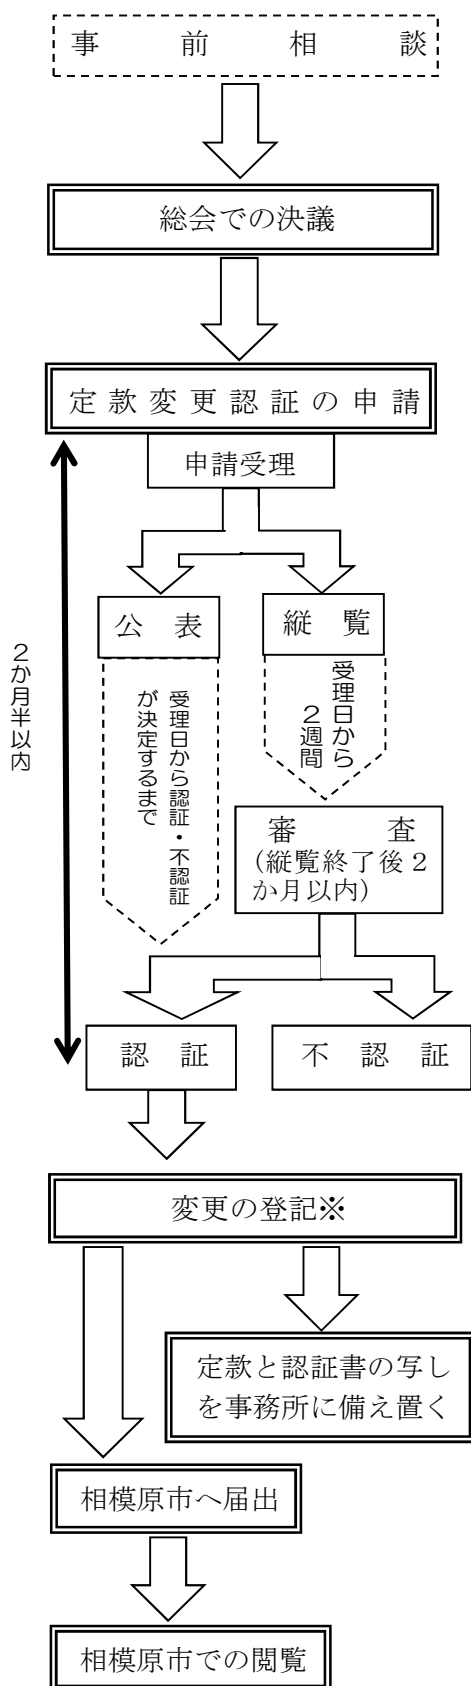 事前相談
総会での決議
定款変更認証の申請
申請受理
2か月半以内
公表
縦覧
受理日から認証・不認証
が決定するまで
受理日から
2週間
審査
(縦覧終了後2
か月以内)
認証
不認証
変更の登記※
定款と認証書の写し
を事務所に備え置く
相模原市へ届出
相模原市での閲覧